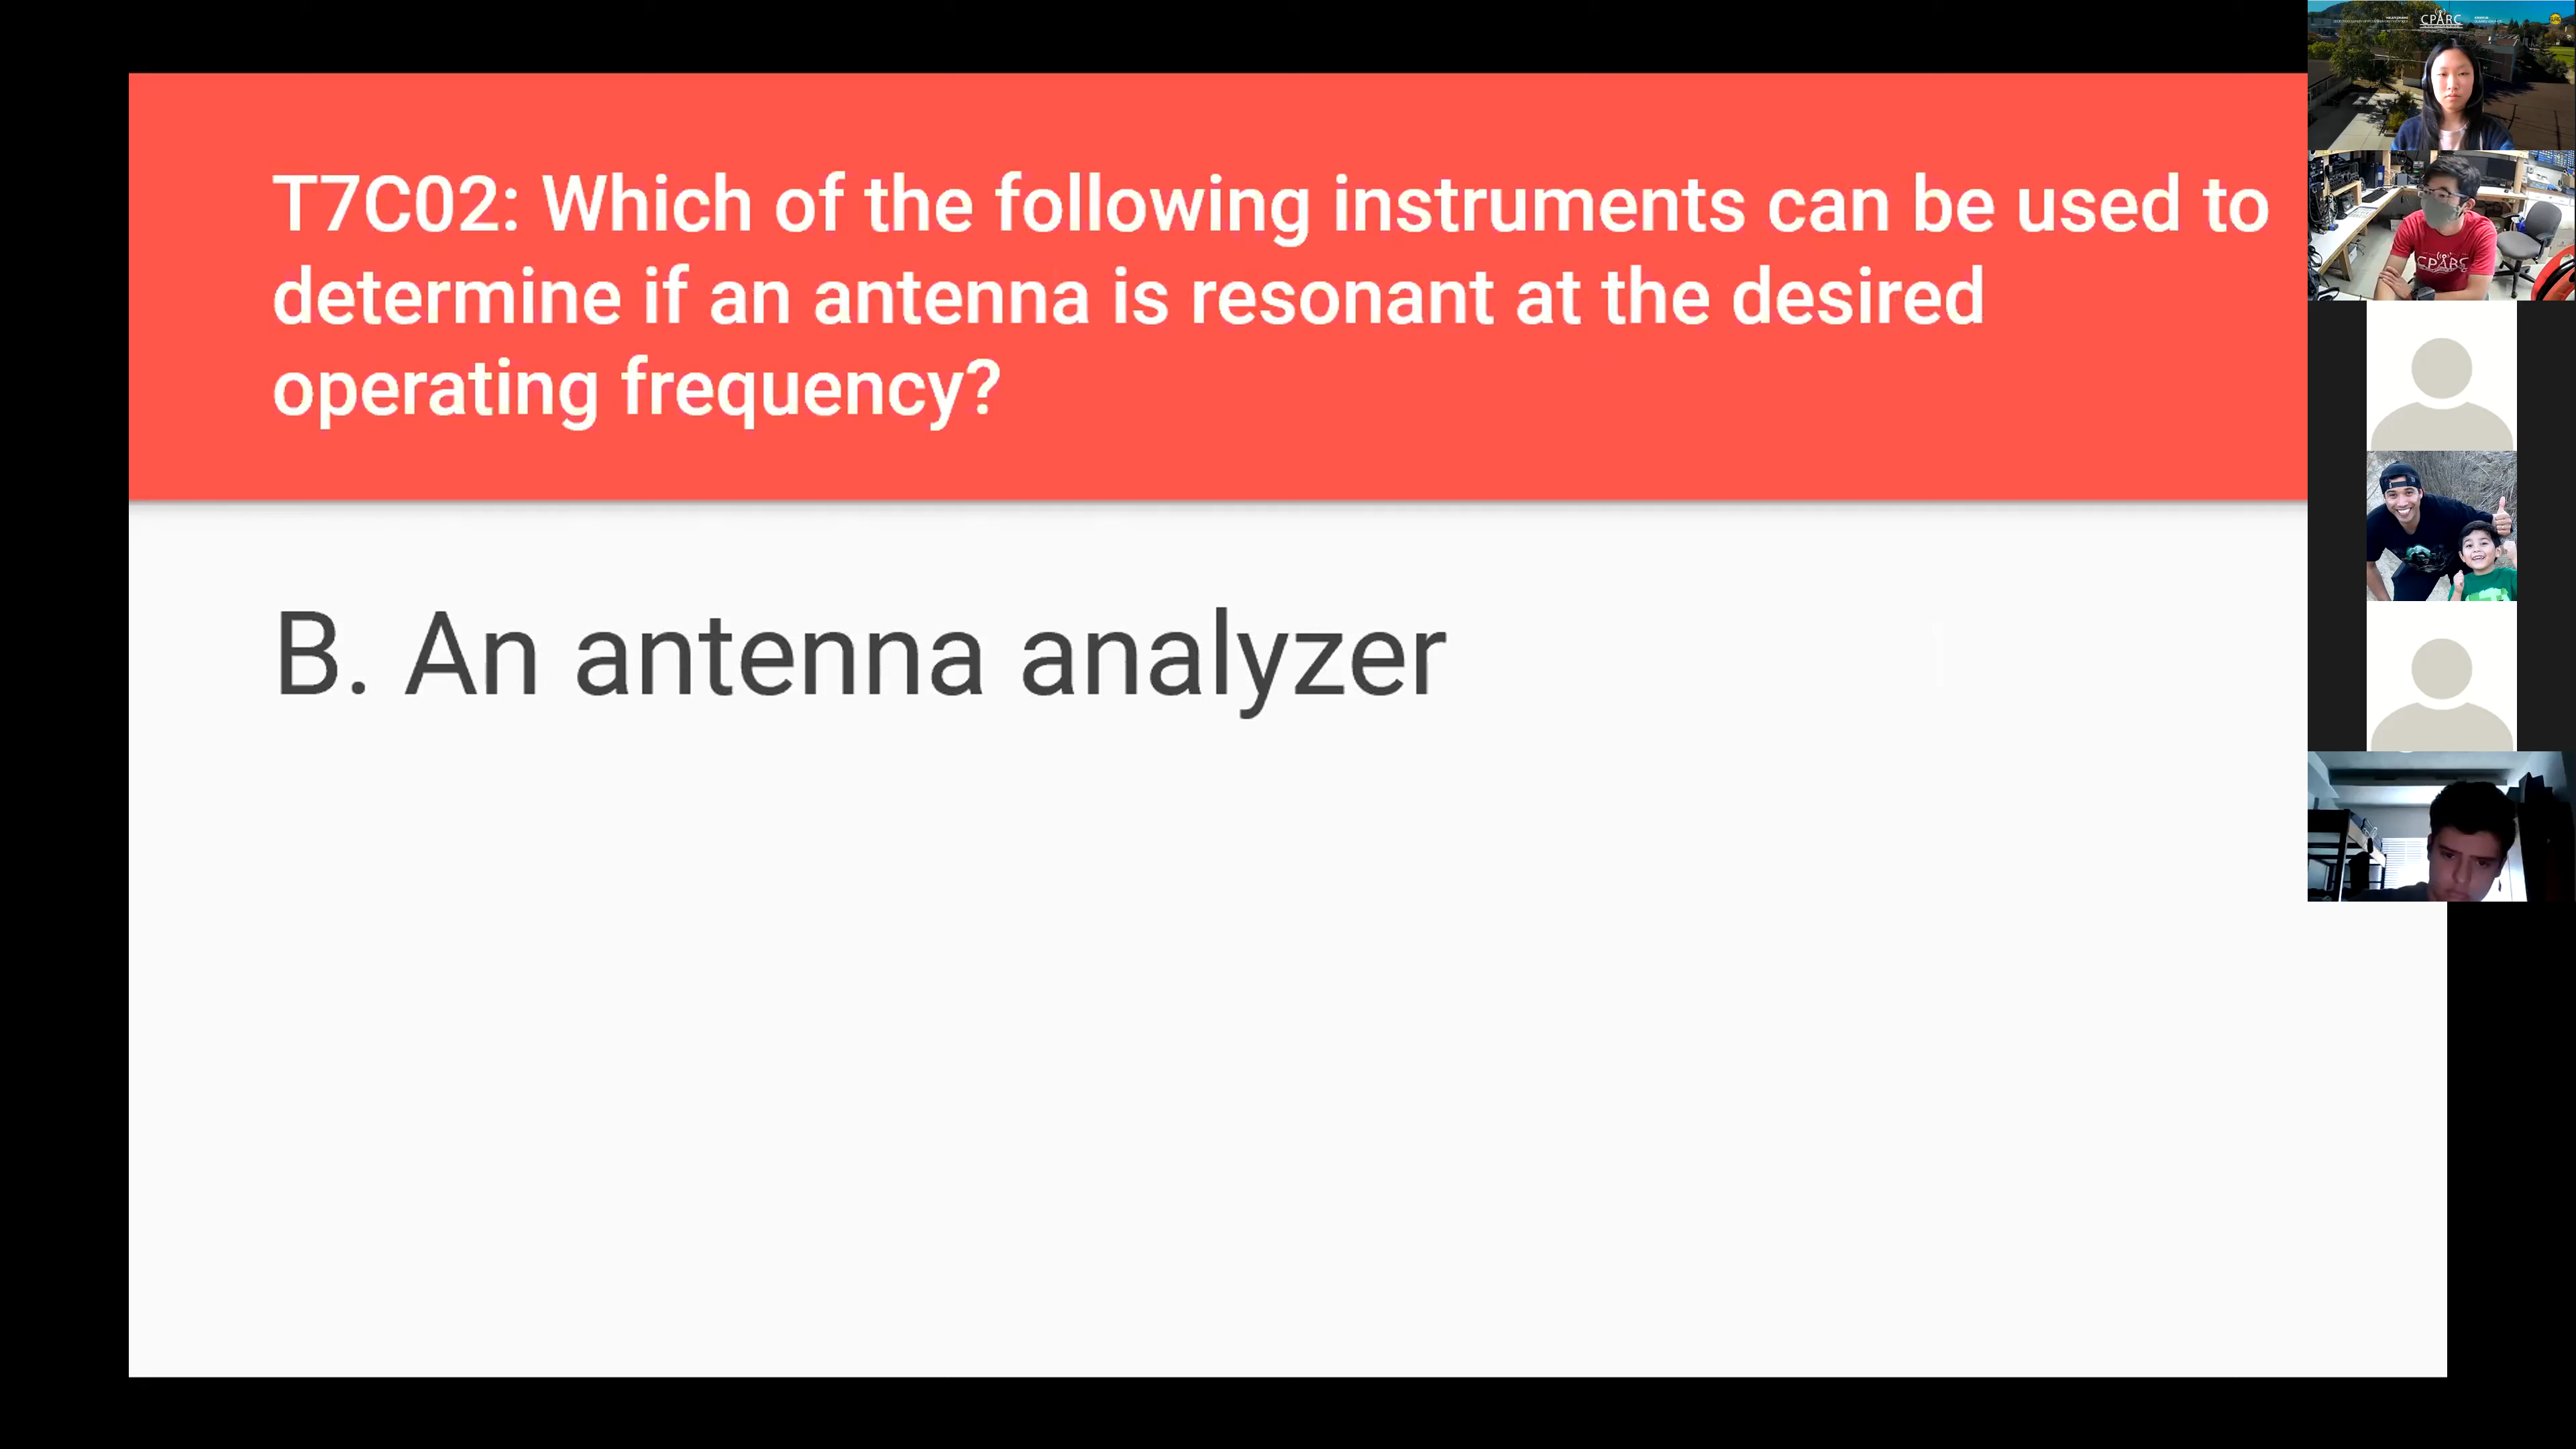 T7C02: Which of the following instruments can be used to
determine if an antenna is resonant at the desired
operating frequency?
B. An antenna analyzer
CPARC
CPARC